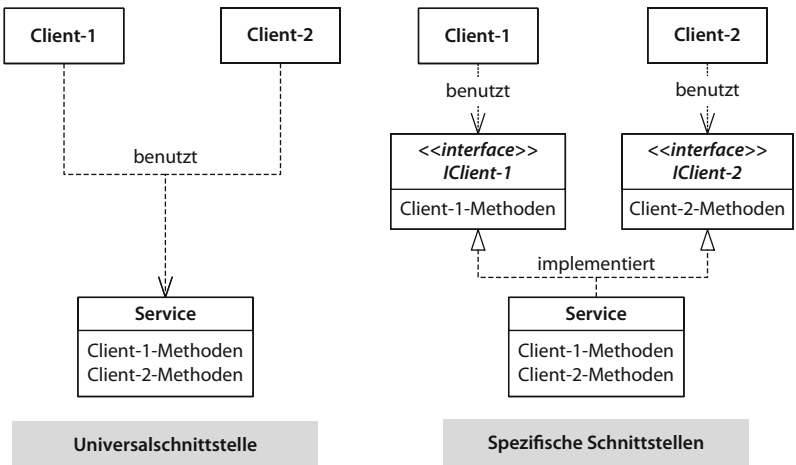 Client-1
Client-2
benutzt
Service
Client-1-Methoden
Client-2-Methoden
Universalschnittstelle
Client-1
Client-2
benutzt
benutzt
<<interface>>
IClient-1
Client-1-Methoden
<<interface>>
IClient-2
Client-2-Methoden
implementiert
Service
Client-1-Methoden
Client-2-Methoden
Spezifische Schnittstellen